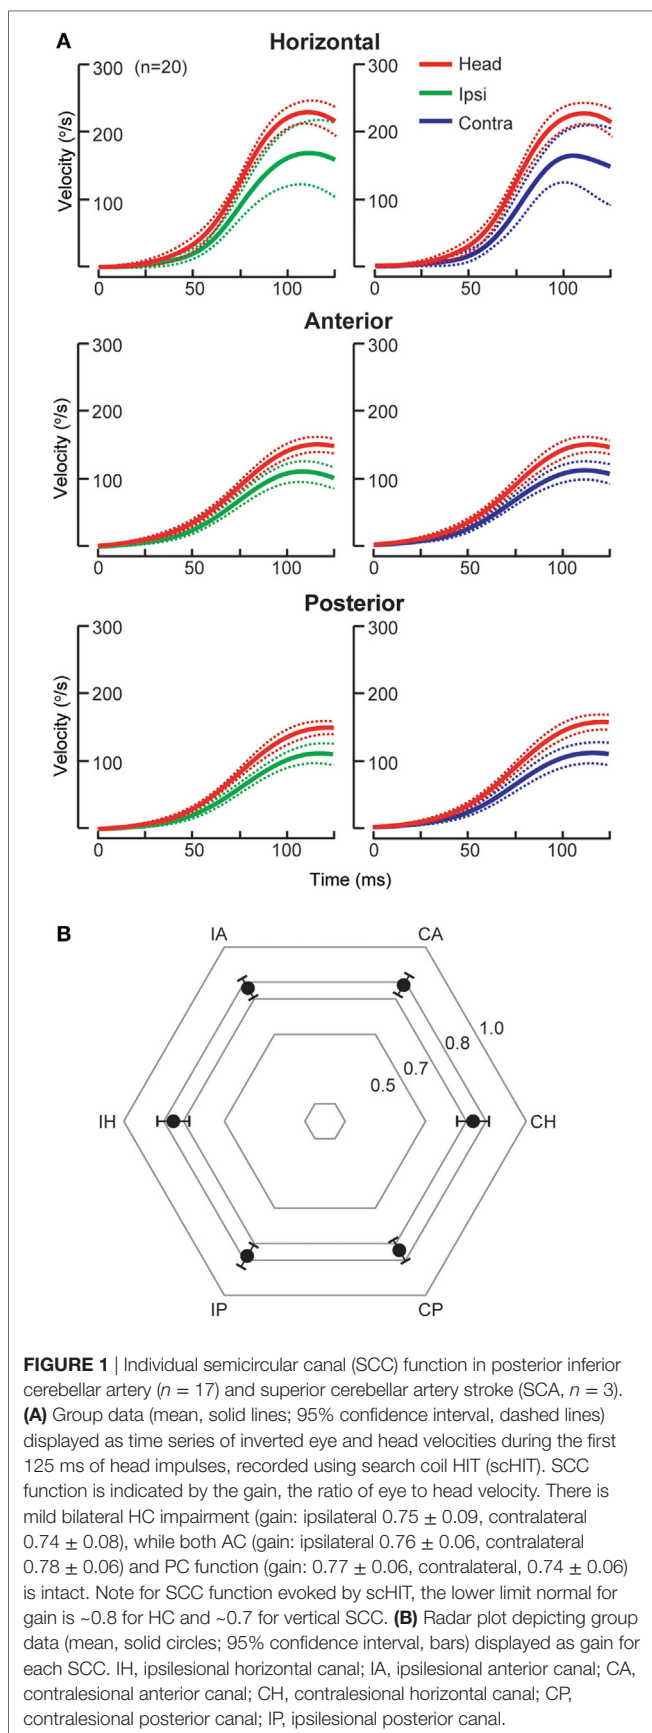 A
Horizontal
300
(n=20)
200
100
Velocity (°/s)
0
50
100
300
200
100
0
50
100
Head
Ipsi
Contra
Anterior
300
200
100
Velocity (°/s)
0
50
100
300
200
100
0
50
100
Posterior
300
200
100
Velocity (°/s)
0
50
100
300
200
100
0
50
100
Time (ms)
B
IA
CA
1.0
0.8
0.7
0.5
IH
CH
IP
CP
FIGURE 1 | Individual semicircular canal (SCC) function in posterior inferior
cerebellar artery (n = 17) and superior cerebellar artery stroke (SCA, n = 3).
(A) Group data (mean, solid lines; 95% confidence interval, dashed lines)
displayed as time series of inverted eye and head velocities during the first
125 ms of head impulses, recorded using search coil HIT (scHIT). SCC
function is indicated by the gain, the ratio of eye to head velocity. There is
mild bilateral HC impairment (gain: ipsilateral 0.75 ± 0.09, contralateral
0.74 ± 0.08), while both AC (gain: ipsilateral 0.76 ± 0.06, contralateral
0.78 ± 0.06) and PC function (gain: 0.77 ± 0.06, contralateral, 0.74 ± 0.06)
is intact. Note for SCC function evoked by scHIT, the lower limit normal for
gain is ~0.8 for HC and ~0.7 for vertical SCC. (B) Radar plot depicting group
data (mean, solid circles; 95% confidence interval, bars) displayed as gain for
each SCC. IH, ipsilesional horizontal canal; IA, ipsilesional anterior canal; CA,
contralesional anterior canal; CH, contralesional horizontal canal; CP,
contralesional posterior canal; IP, ipsilesional posterior canal.